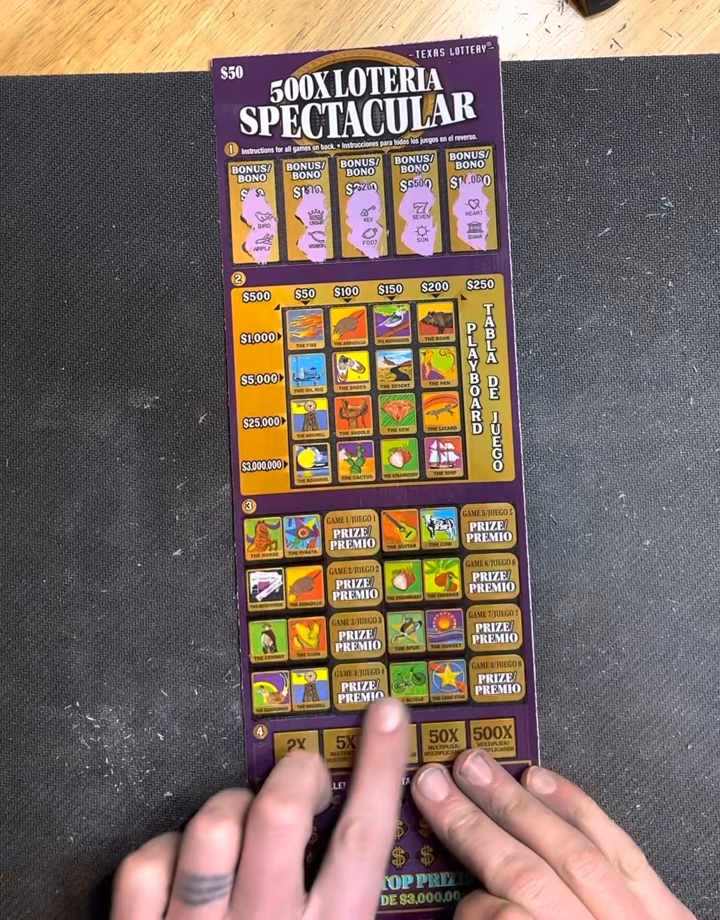 -TEXAS LOTTERY®-
$50
500X LOTERIA
SPECTACULAR
1 Instructions for all games on back. • Instrucciones para todos los juegos en el reverso.
BONUS/ BONO BONUS/ BONO BONUS/ BONO BONUS/ BONO BONUS/ BONO
BIRD CROWN KEY SEVEN HEART
FOOT SUN BANK
2
$500 $50 $100 $150 $200 $250
$1,000
THE FIRE THE ARMADILLO THE MOCKINGBIRD THE BOAR
$5,000
THE OIL RIG THE SHOES THE DESERT THE HEN
$25,000
THE WINDMILL THE SADDLE THE GEM THE LIZARD
$3,000,000
THE MOONRISE THE CACTUS THE STRAWBERRY THE SHIP
PLAYBOARD
TABLA DE JUEGO
3
GAME 1/JUEGO 1 GAME 5/JUEGO 5
PRIZE/ PREMIO PRIZE/ PREMIO
THE HORSE THE PIÑATA THE GUITAR THE COW
GAME 2/JUEGO 2 GAME 6/JUEGO 6
PRIZE/ PREMIO PRIZE/ PREMIO
THE ARMADILLO THE STRAWBERRY THE CHERRIES
GAME 3/JUEGO 3 GAME 7/JUEGO 7
PRIZE/ PREMIO PRIZE/ PREMIO
THE COWBOY THE CORN THE SPUR THE SUNSET
GAME 4/JUEGO 4 GAME 8/JUEGO 8
PRIZE/ PREMIO PRIZE/ PREMIO
THE WINDMILL BICYCLE THE LONE STAR
4
2X 5X 50X 500X
MULTIPLIER/ MULTIPLIER/ MULTIPLIER/
TOP PRIZE
DE $3,000,00